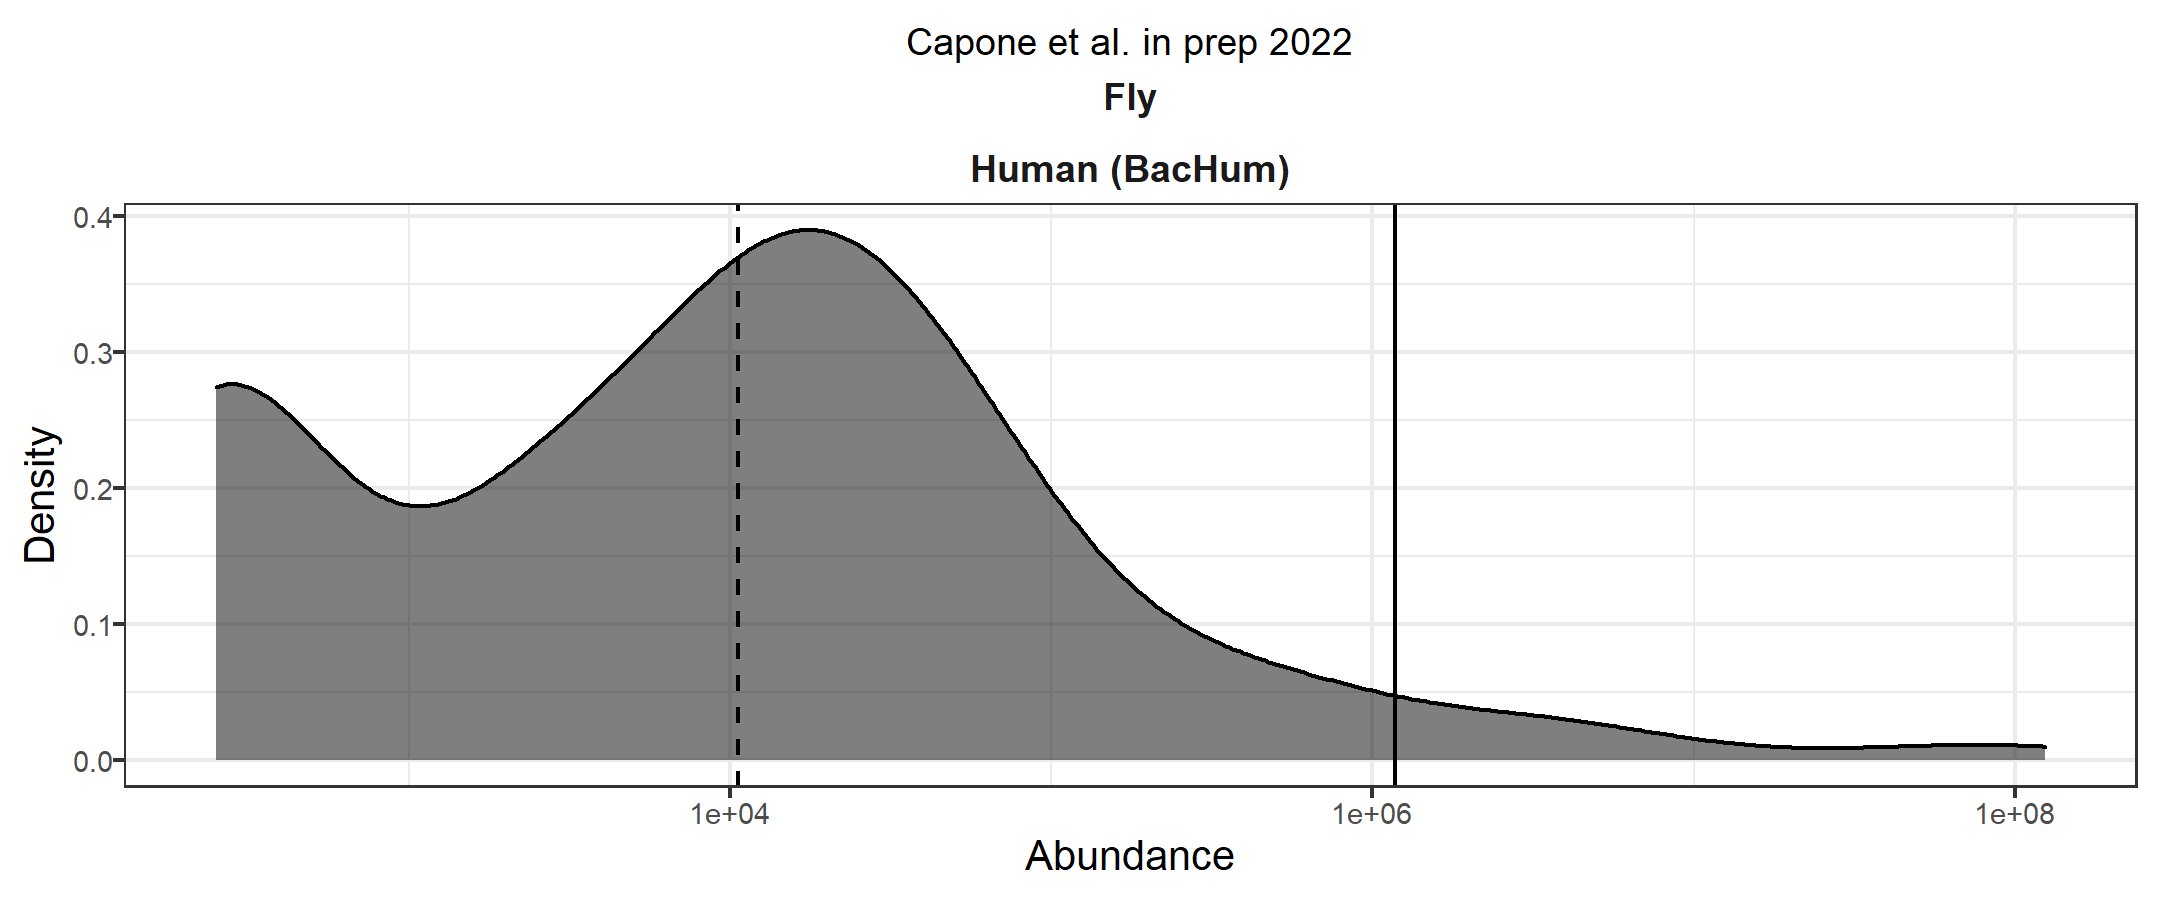 Capone et al. in prep 2022
Fly
Human (BacHum)
0.4
0.3
0.2
0.1
0.0
Density
1e+04 1e+06 1e+08
Abundance